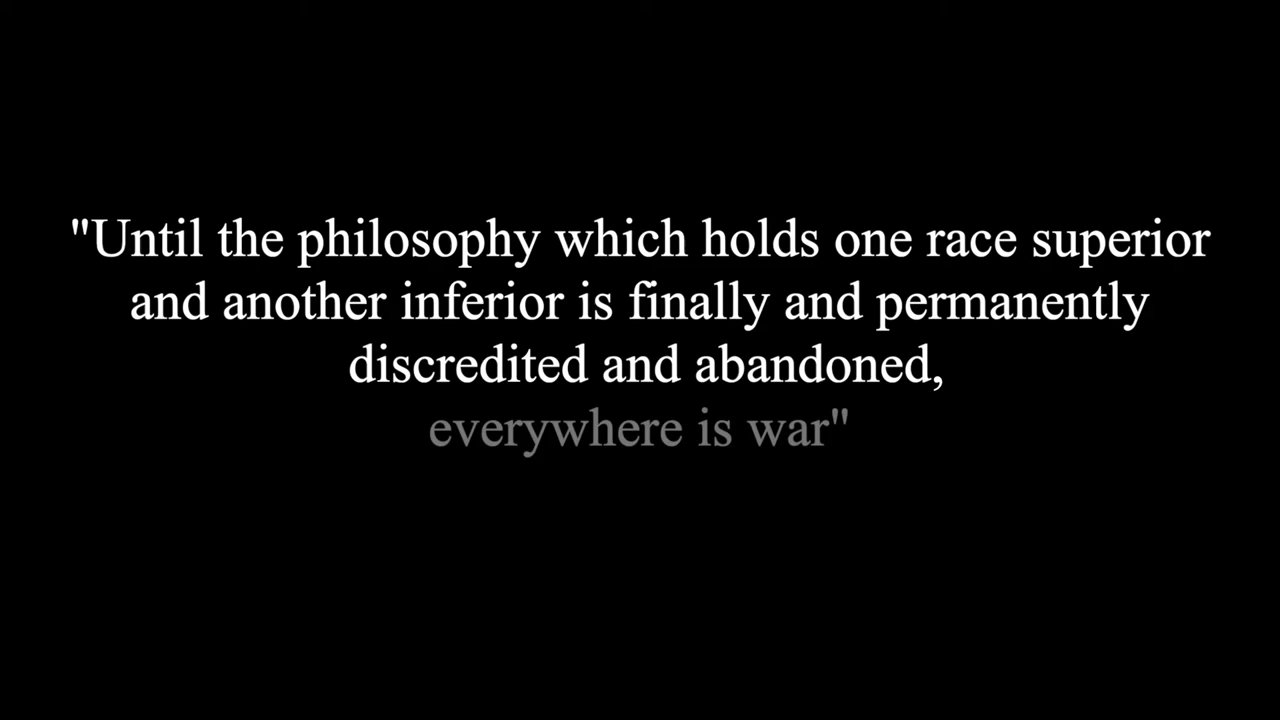 "Until the philosophy which holds one race superior
and another inferior is finally and permanently
discredited and abandoned,
everywhere is war"